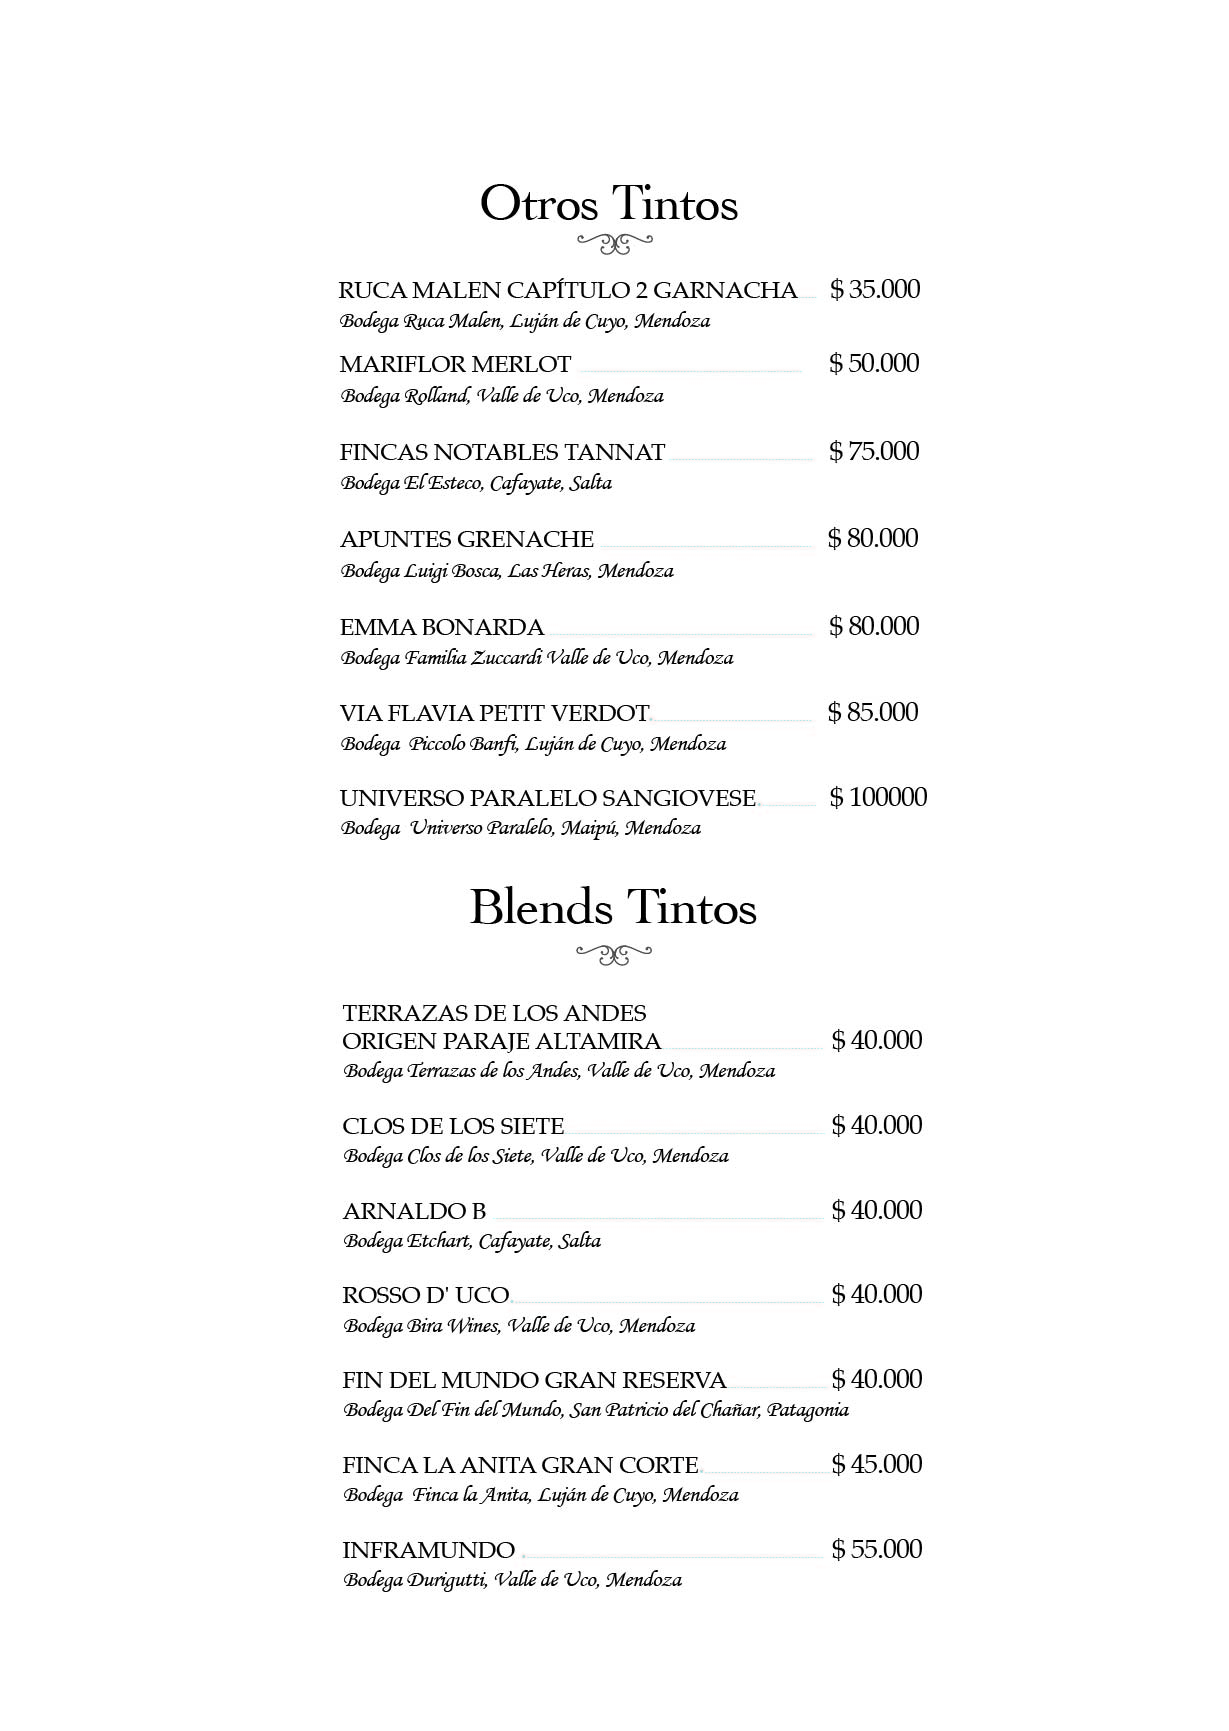 Otros Tintos
RUCA MALEN CAPÍTULO 2 GARNACHA $ 35.000
Bodega Ruca Malen, Luján de Cuyo, Mendoza
MARIFLOR MERLOT $ 50.000
Bodega Rolland, Valle de Uco, Mendoza
FINCAS NOTABLES TANNAT $ 75.000
Bodega El Esteco, Cafayate, Salta
APUNTES GRENACHE $ 80.000
Bodega Luigi Bosca, Las Heras, Mendoza
EMMA BONARDA $ 80.000
Bodega Familia Zuccardi Valle de Uco, Mendoza
VIA FLAVIA PETIT VERDOT $ 85.000
Bodega Piccolo Banfi, Luján de Cuyo, Mendoza
UNIVERSO PARALELO SANGIOVESE $ 100000
Bodega Universo Paralelo, Maipú, Mendoza
Blends Tintos
TERRAZAS DE LOS ANDES
ORIGEN PARAJE ALTAMIRA $ 40.000
Bodega Terrazas de los Andes, Valle de Uco, Mendoza
CLOS DE LOS SIETE $ 40.000
Bodega Clos de los Siete, Valle de Uco, Mendoza
ARNALDO B $ 40.000
Bodega Etchart, Cafayate, Salta
ROSSO D' UCO $ 40.000
Bodega Bira Wines, Valle de Uco, Mendoza
FIN DEL MUNDO GRAN RESERVA $ 40.000
Bodega Del Fin del Mundo, San Patricio del Chañar, Patagonia
FINCA LA ANITA GRAN CORTE $ 45.000
Bodega Finca la Anita, Luján de Cuyo, Mendoza
INFRAMUNDO $ 55.000
Bodega Durigutti, Valle de Uco, Mendoza